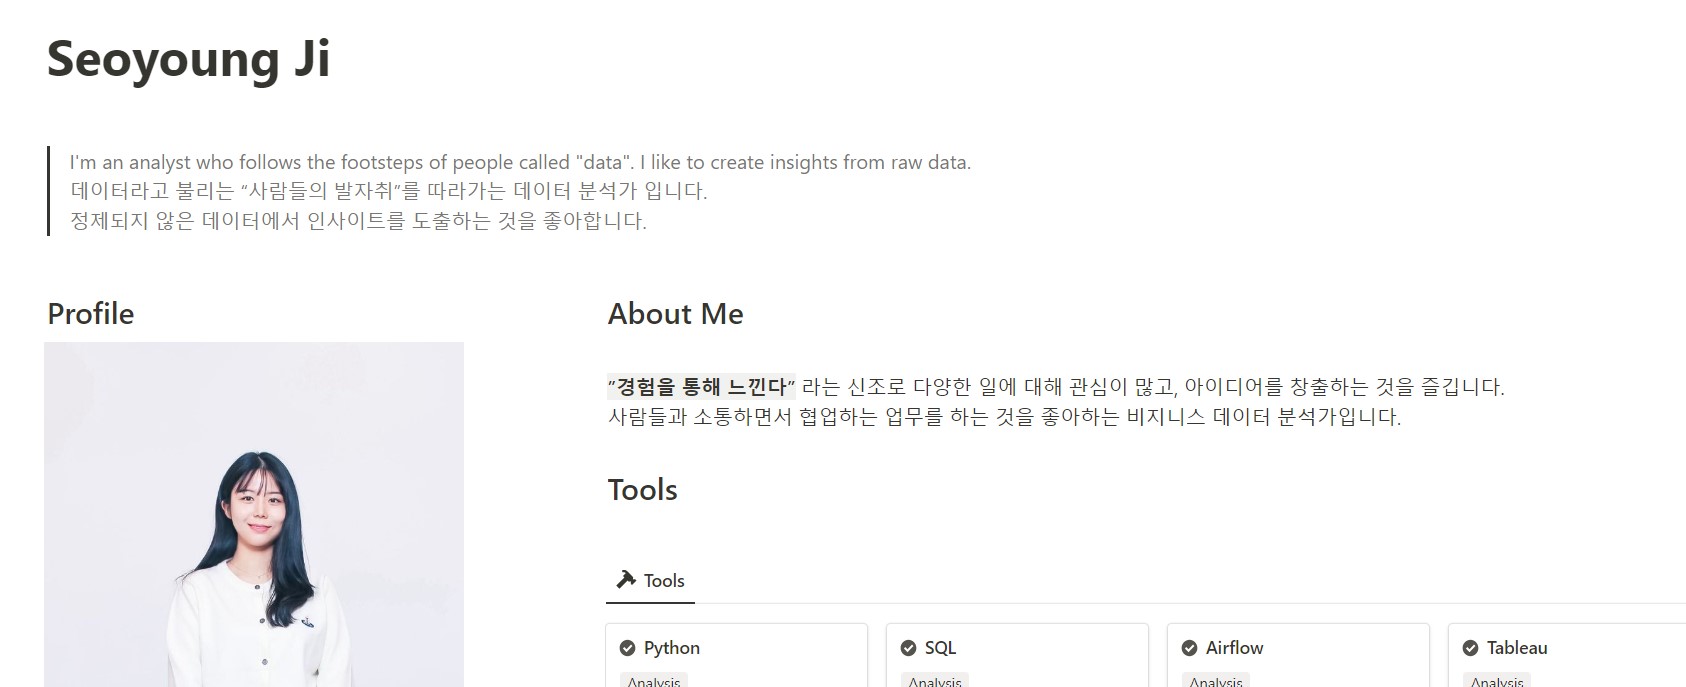 Seoyoung Ji
I'm an analyst who follows the footsteps of people called "data". I like to create insights from raw data.
데이터라고 불리는 “사람들의 발자취”를 따라가는 데이터 분석가 입니다.
정제되지 않은 데이터에서 인사이트를 도출하는 것을 좋아합니다.
Profile
About Me
”경험을 통해 느낀다” 라는 신조로 다양한 일에 대해 관심이 많고, 아이디어를 창출하는 것을 즐깁니다.
사람들과 소통하면서 협업하는 업무를 하는 것을 좋아하는 비지니스 데이터 분석가입니다.
Tools
Tools
Python
SQL
Airflow
Tableau
Analysis
Analysis
Analysis
Analysis